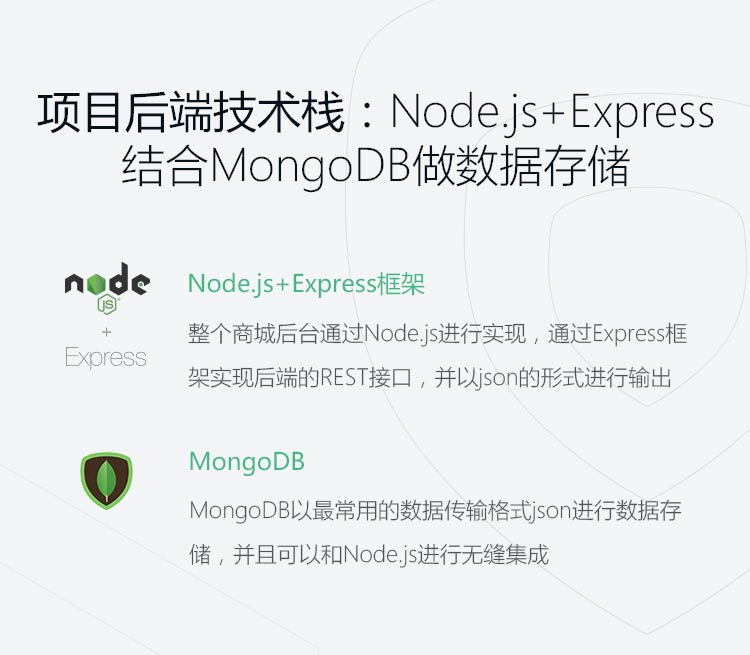 项目后端技术栈：Node.js+Express
结合MongoDB做数据存储
node
JS
+
Express
Node.js+Express框架
整个商城后台通过Node.js进行实现，通过Express框
架实现后端的REST接口，并以json的形式进行输出
MongoDB
MongoDB以最常用的数据传输格式json进行数据存
储，并且可以和Node.js进行无缝集成